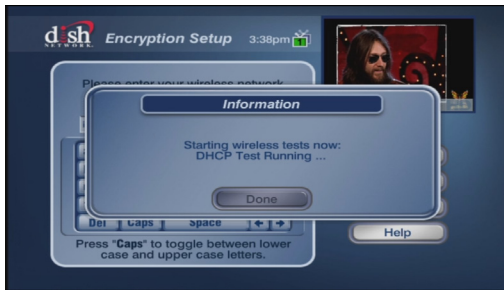 dish
NETWORK.
Encryption Setup 3:38pm 1
Please enter your wireless network
Information
Starting wireless tests now:
DHCP Test Running ...
Done
Del Caps Space
Help
Press "Caps" to toggle between lower
case and upper case letters.